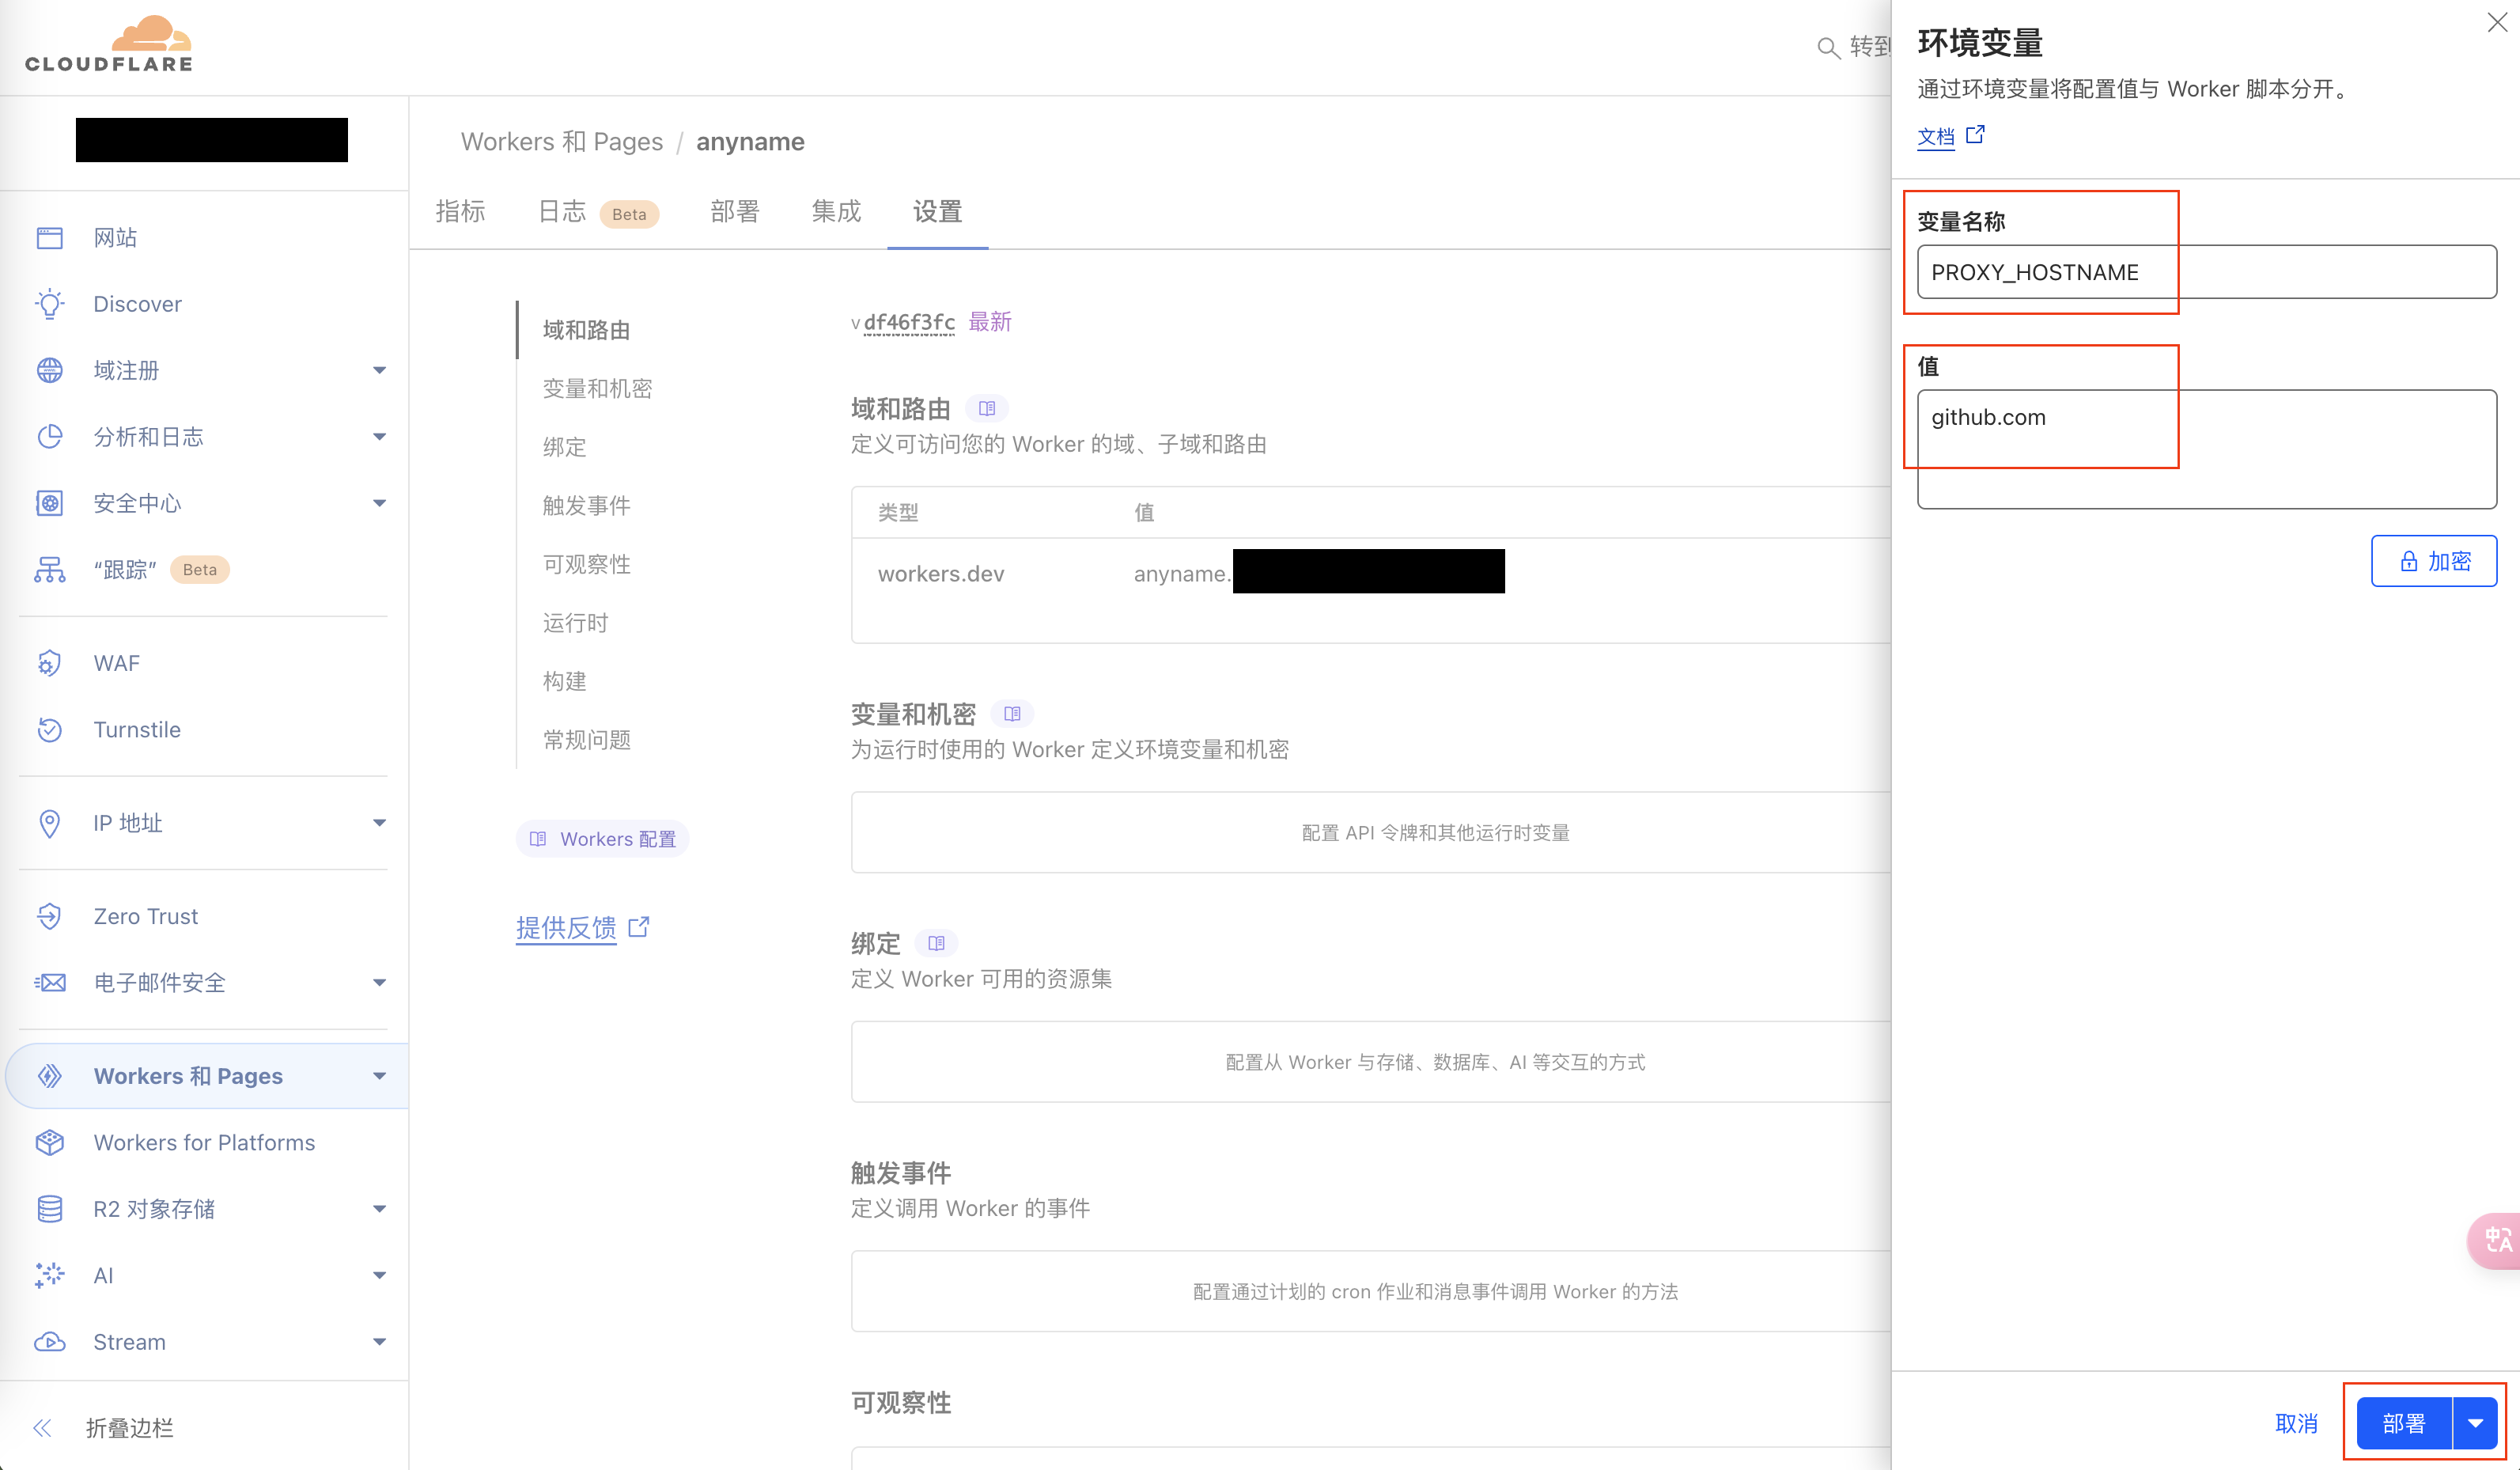 CLOUDFLARE
网站
Discover
域注册
分析和日志
安全中心
“跟踪” Beta
WAF
Turnstile
IP 地址
Zero Trust
电子邮件安全
Workers 和 Pages
Workers for Platforms
R2 对象存储
AI
Stream
折叠边栏
转到
Workers 和 Pages / anyname
指标 日志 Beta 部署 集成 设置
域和路由
变量和机密
绑定
触发事件
可观察性
运行时
构建
常规问题
Workers 配置
提供反馈
v df46f3fc 最新
域和路由
定义可访问您的 Worker 的域、子域和路由
类型 值
workers.dev anyname.
变量和机密
为运行时使用的 Worker 定义环境变量和机密
配置 API 令牌和其他运行时变量
绑定
定义 Worker 可用的资源集
配置从 Worker 与存储、数据库、AI 等交互的方式
触发事件
定义调用 Worker 的事件
配置通过计划的 cron 作业和消息事件调用 Worker 的方法
可观察性
环境变量
通过环境变量将配置值与 Worker 脚本分开。
文档
变量名称
PROXY_HOSTNAME
值
github.com
加密
取消 部署